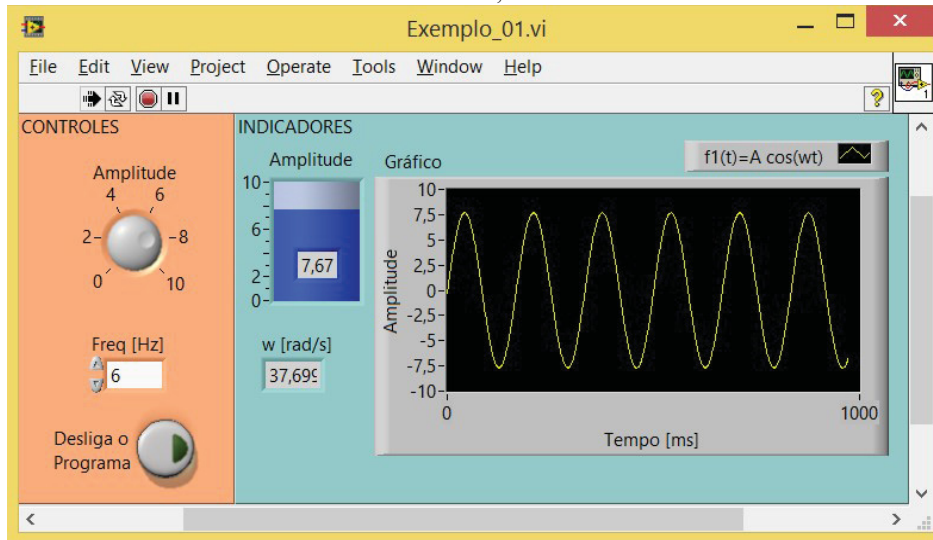 Exemplo_01.vi
File Edit View Project Operate Tools Window Help
1
CONTROLES
Amplitude
4 6
2 8
0 10
Freq [Hz]
6
Desliga o
Programa
INDICADORES
Amplitude
10
6
2
0
7,67
w [rad/s]
37,699
Gráfico
f1(t)=A cos(wt)
Amplitude
10
7,5
5
2,5
0
-2,5
-5
-7,5
-10
0 1000
Tempo [ms]